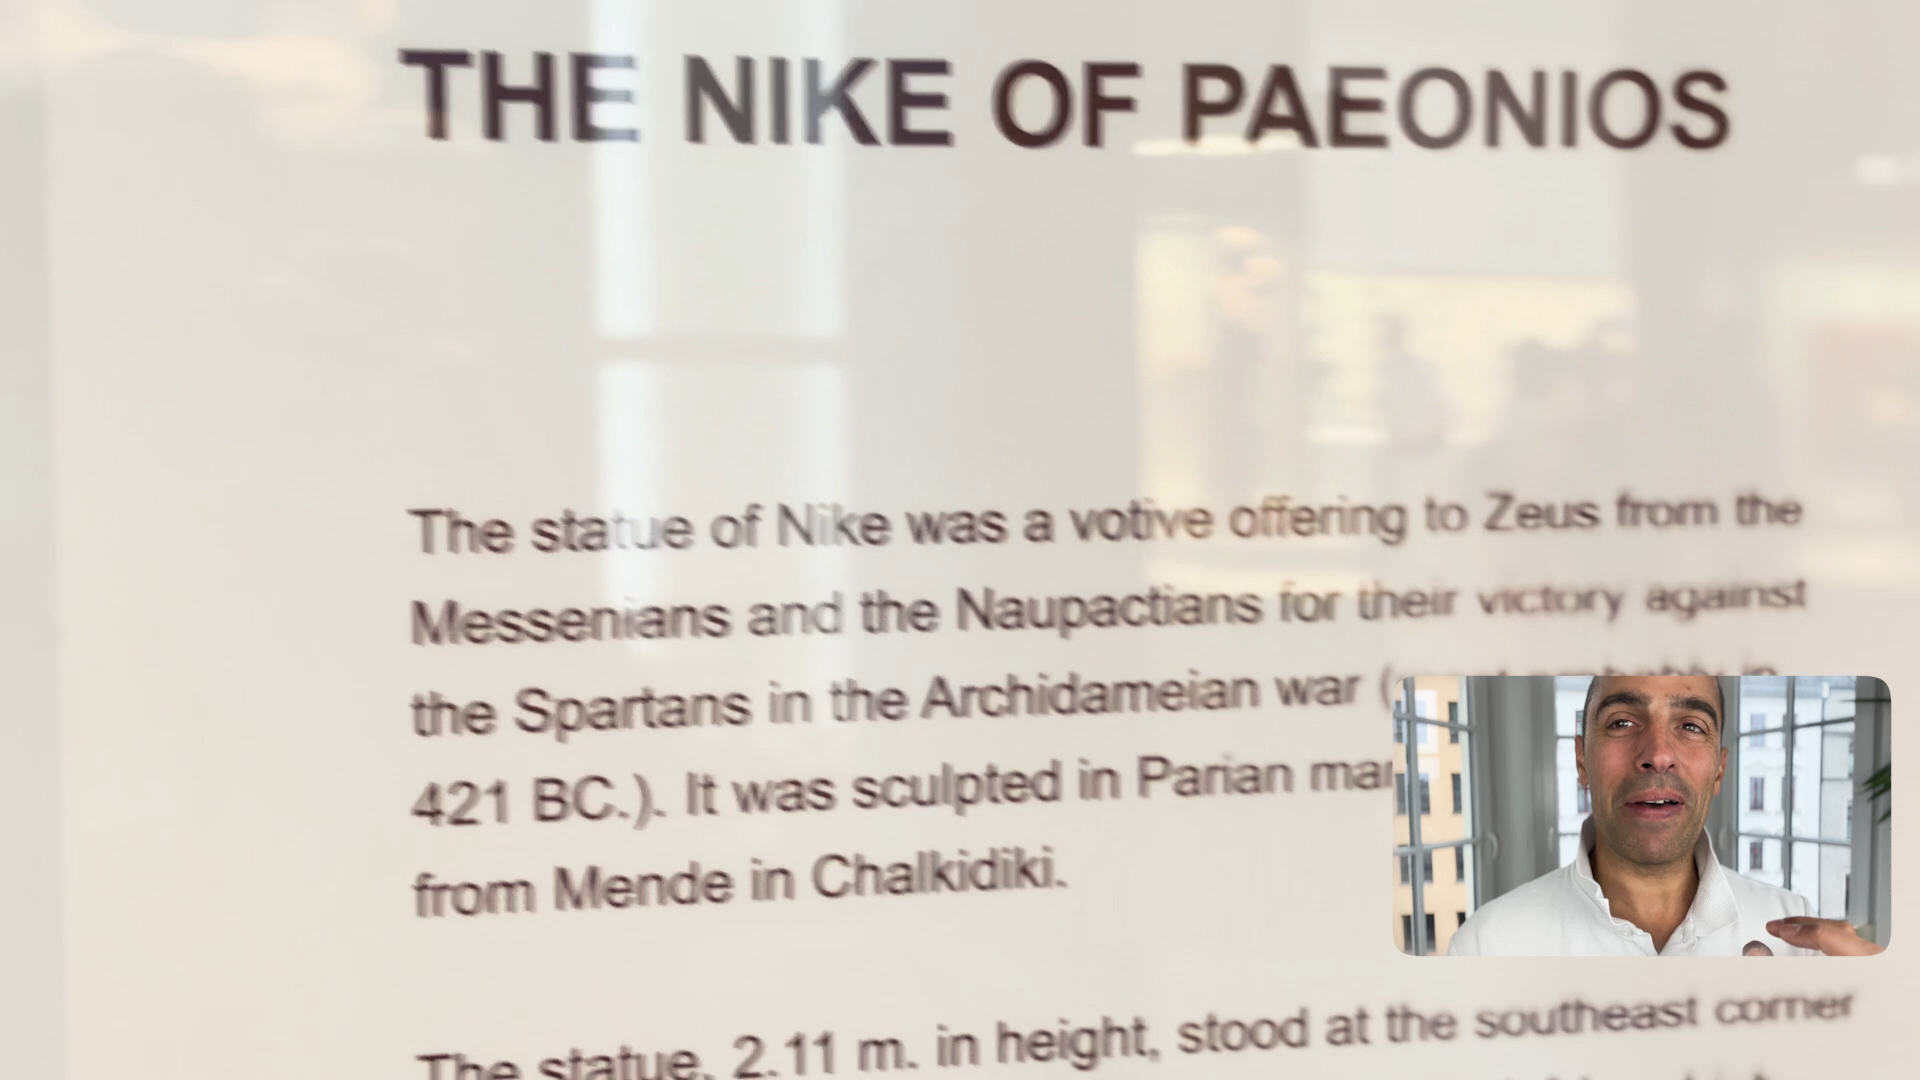 THE NIKE OF PAEONIOS
The statue of Nike was a votive offering to Zeus from the
Messenians and the Naupactians for their victory against
the Spartans in the Archidameian war (
421 BC.). It was sculpted in Parian
from Mende in Chalkidiki.
The statue, 2.11 m. in height, stood at the southeast corner